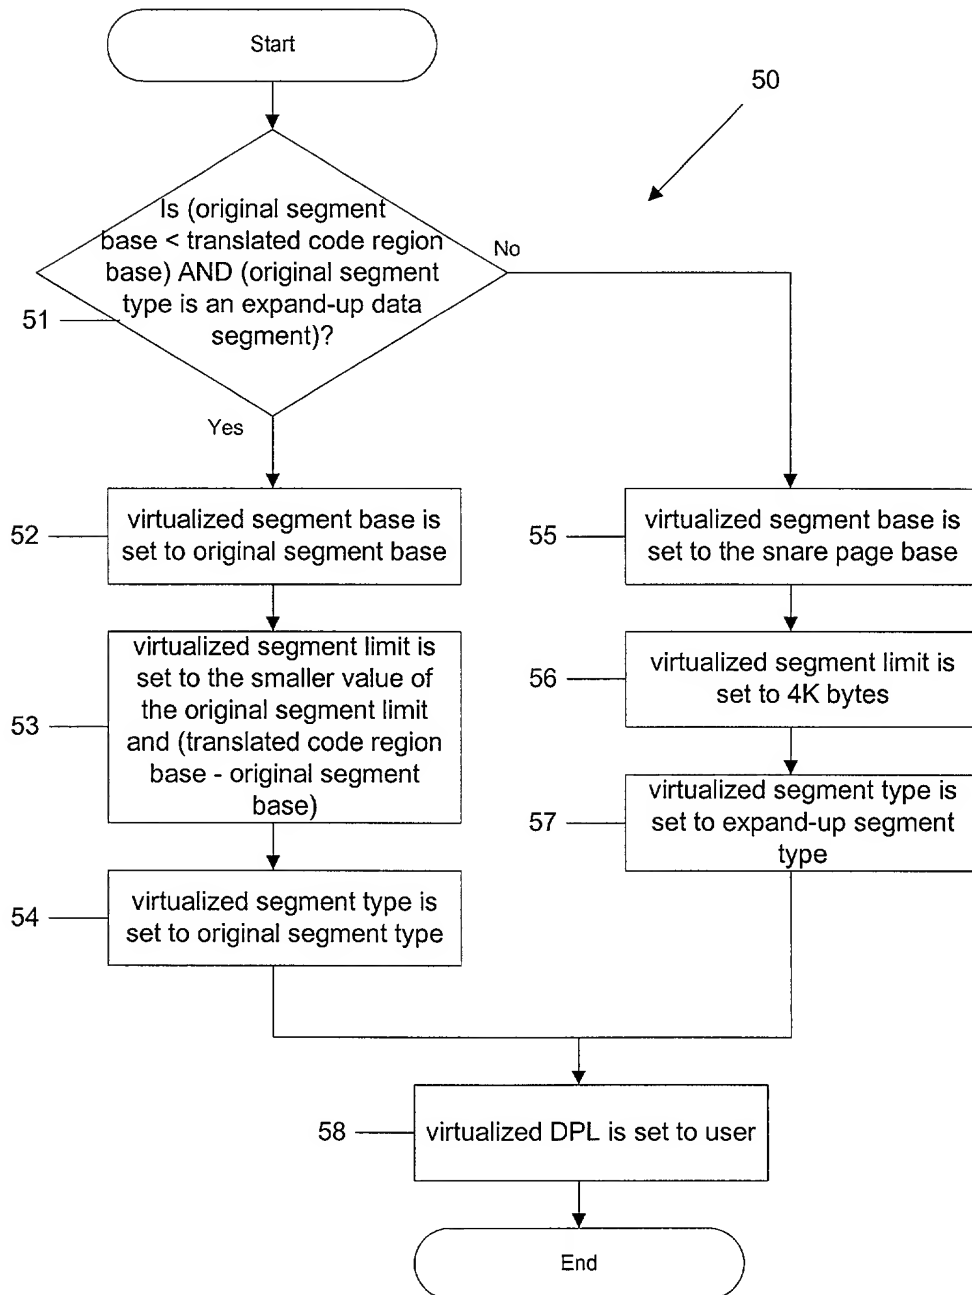 Start
50
Is (original segment
base < translated code region
base) AND (original segment
type is an expand-up data
segment)?
No
51
Yes
52
virtualized segment base is
set to original segment base
55
virtualized segment base is
set to the snare page base
53
virtualized segment limit is
set to the smaller value of
the original segment limit
and (translated code region
base - original segment
base)
56
virtualized segment limit is
set to 4K bytes
57
virtualized segment type is
set to expand-up segment
type
54
virtualized segment type is
set to original segment type
58
virtualized DPL is set to user
End